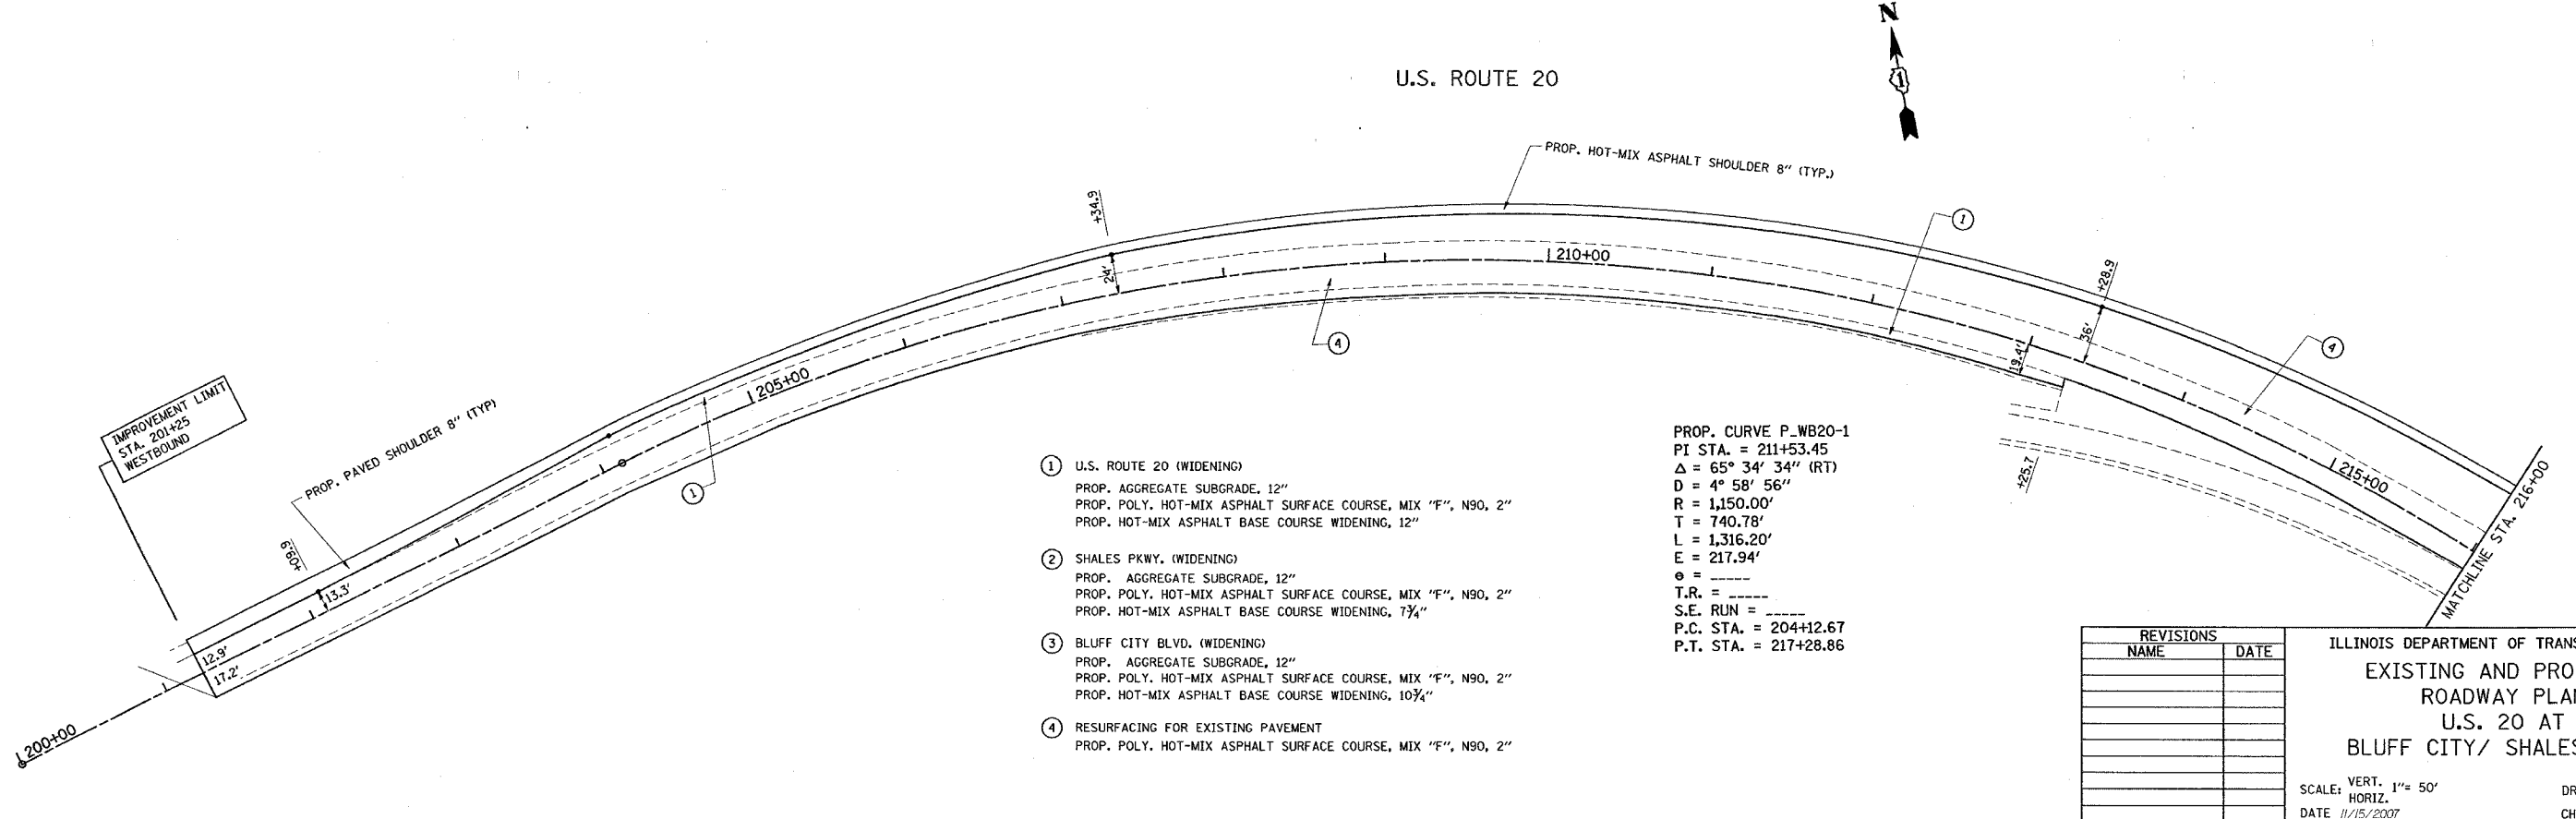 N
1
U.S. ROUTE 20
PROP. HOT-MIX ASPHALT SHOULDER 8" (TYP.)
+34.9
24'
210+00
1
+28.9
36'
19.4'
4
4
205+00
IMPROVEMENT LIMIT
STA. 201+25
WESTBOUND
PROP. PAVED SHOULDER 8" (TYP)
+09.9
13.3'
12.9'
17.2'
200+00
1
+25.7
215+00
MATCHLINE STA. 216+00
1 U.S. ROUTE 20 (WIDENING)
PROP. AGGREGATE SUBGRADE, 12"
PROP. POLY. HOT-MIX ASPHALT SURFACE COURSE, MIX "F", N90, 2"
PROP. HOT-MIX ASPHALT BASE COURSE WIDENING, 12"
2 SHALES PKWY. (WIDENING)
PROP. AGGREGATE SUBGRADE, 12"
PROP. POLY. HOT-MIX ASPHALT SURFACE COURSE, MIX "F", N90, 2"
PROP. HOT-MIX ASPHALT BASE COURSE WIDENING, 7¾"
3 BLUFF CITY BLVD. (WIDENING)
PROP. AGGREGATE SUBGRADE, 12"
PROP. POLY. HOT-MIX ASPHALT SURFACE COURSE, MIX "F", N90, 2"
PROP. HOT-MIX ASPHALT BASE COURSE WIDENING, 10¾"
4 RESURFACING FOR EXISTING PAVEMENT
PROP. POLY. HOT-MIX ASPHALT SURFACE COURSE, MIX "F", N90, 2"
PROP. CURVE P_WB20-1
PI STA. = 211+53.45
Δ = 65° 34' 34" (RT)
D = 4° 58' 56"
R = 1,150.00'
T = 740.78'
L = 1,316.20'
E = 217.94'
e = _____
T.R. = _____
S.E. RUN = _____
P.C. STA. = 204+12.67
P.T. STA. = 217+28.86
REVISIONS
NAME DATE
ILLINOIS DEPARTMENT OF TRANS
EXISTING AND PRO
ROADWAY PLA
U.S. 20 AT
BLUFF CITY/ SHALES
SCALE: VERT. 1"= 50'
HORIZ.
DR
DATE 11/15/2007
CH